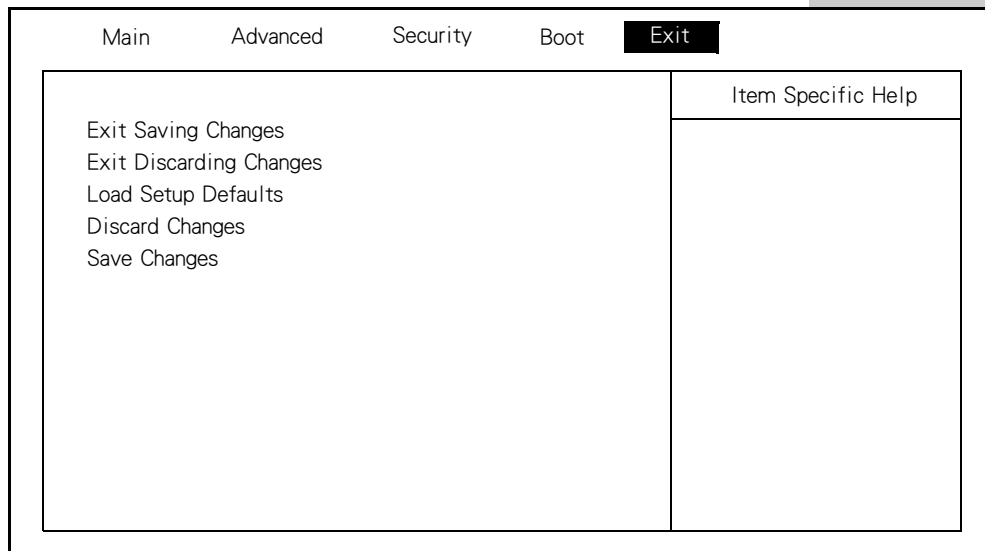 Main Advanced Security Boot Exit
Item Specific Help
Exit Saving Changes
Exit Discarding Changes
Load Setup Defaults
Discard Changes
Save Changes